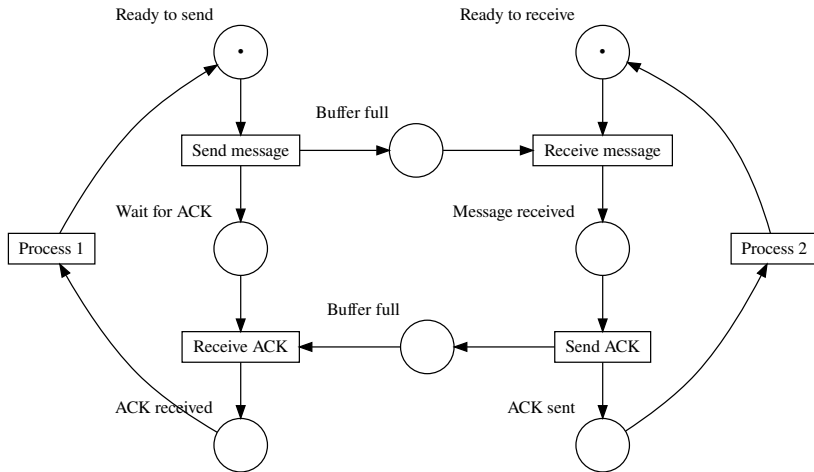 Ready to send
Ready to receive
Buffer full
Send message
Receive message
Wait for ACK
Message received
Process 1
Process 2
Buffer full
Receive ACK
Send ACK
ACK received
ACK sent